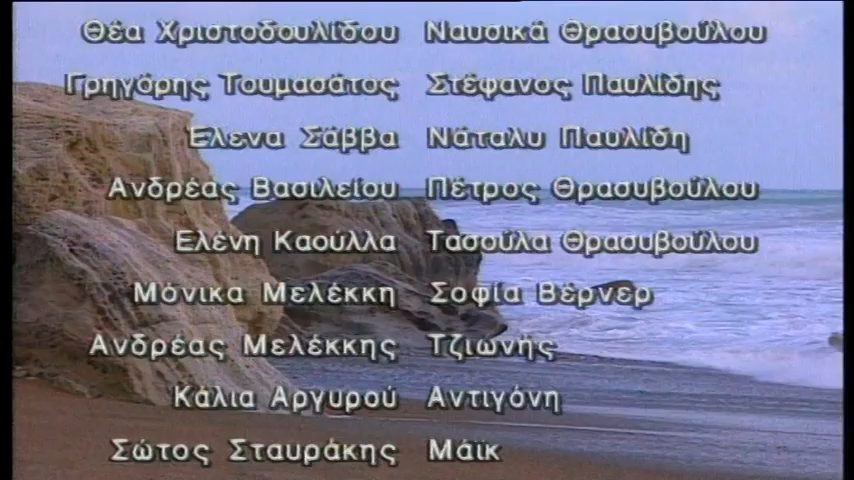 Θέα Χριστοδουλίδου Ναυσικά Θρασυβούλου
Γρηγόρης Τουμασάτος Στέφανος Παυλίδης
Έλενα Σάββα Νάταλυ Παυλίδη
Ανδρέας Βασιλείου Πέτρος Θρασυβούλου
Ελένη Καούλλα Τασούλα Θρασυβούλου
Μόνικα Μελέκκη Σοφία Βέρνερ
Ανδρέας Μελέκκης Τζιωνής
Κάλια Αργυρού Αντιγόνη
Σώτος Σταυράκης Μάϊκ